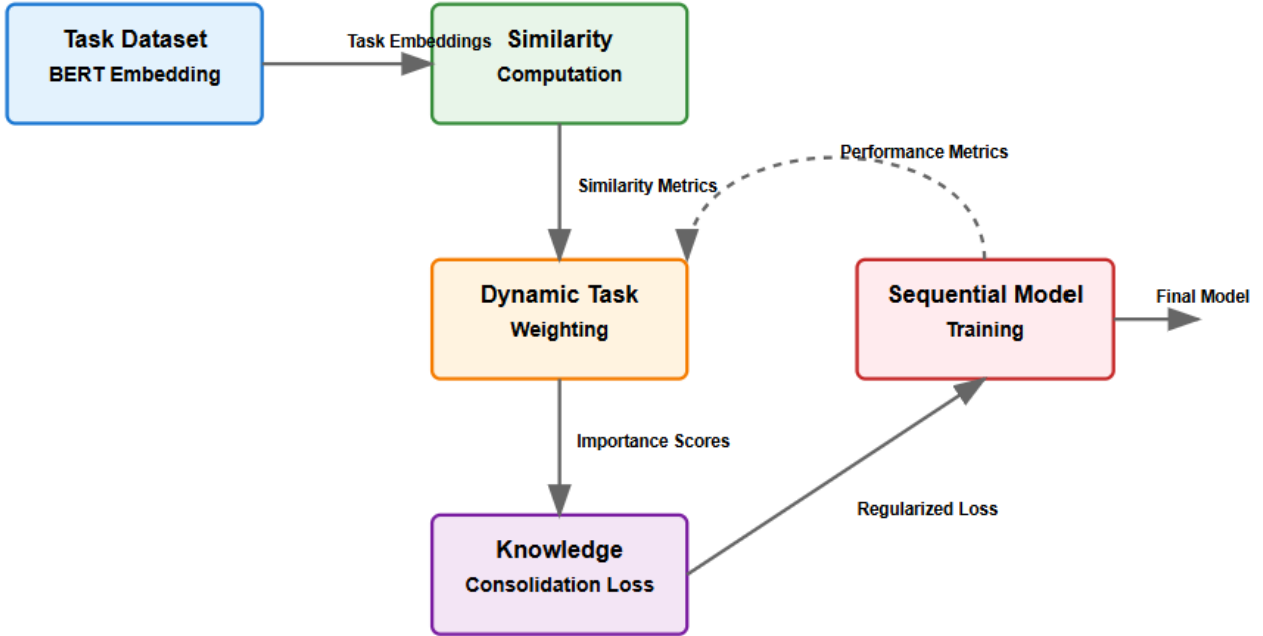 Task Dataset
BERT Embedding
Task Embeddings
Similarity
Computation
Performance Metrics
Similarity Metrics
Dynamic Task
Weighting
Sequential Model
Training
Final Model
Importance Scores
Regularized Loss
Knowledge
Consolidation Loss